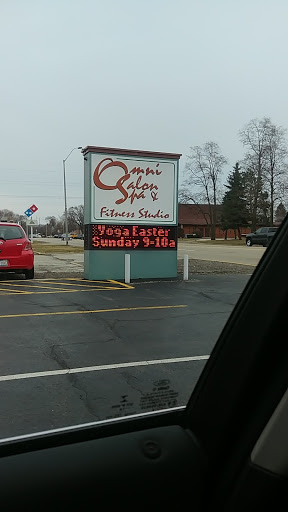 Omni
Salon
Spa &
Fitness Studio
Yoga Easter
Sunday 9-10a